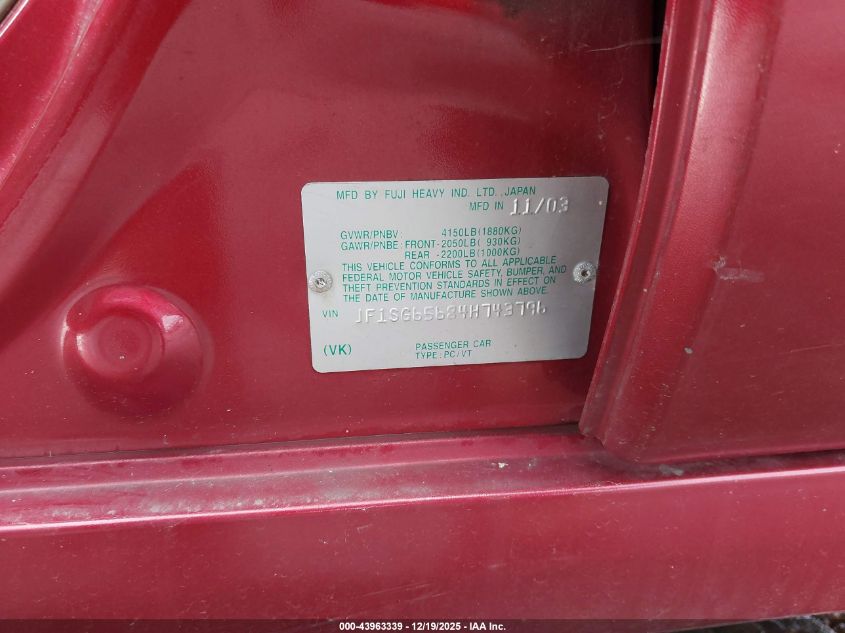 MFD BY FUJI HEAVY IND. LTD., JAPAN
MFD IN 11/03
GVWR/PNBV: 4150LB(1880KG)
GAWR/PNBE: FRONT-2050LB( 930KG)
REAR -2200LB(1000KG)
THIS VEHICLE CONFORMS TO ALL APPLICABLE
FEDERAL MOTOR VEHICLE SAFETY, BUMPER, AND
THEFT PREVENTION STANDARDS IN EFFECT ON
THE DATE OF MANUFACTURE SHOWN ABOVE.
VIN JF1SG65684H743796
(VK) PASSENGER CAR
TYPE: PC/VT
000-43963339 - 12/19/2025 - IAA Inc.